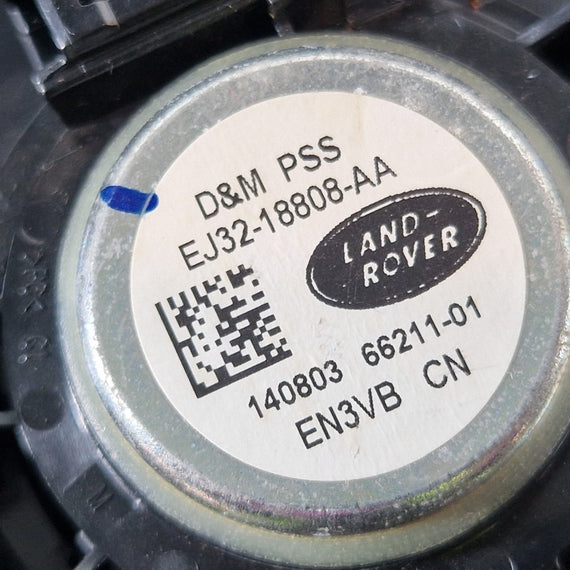 D&M PSS
EJ32-18808-AA
LAND-
ROVER
140803 66211-01
EN3VB CN